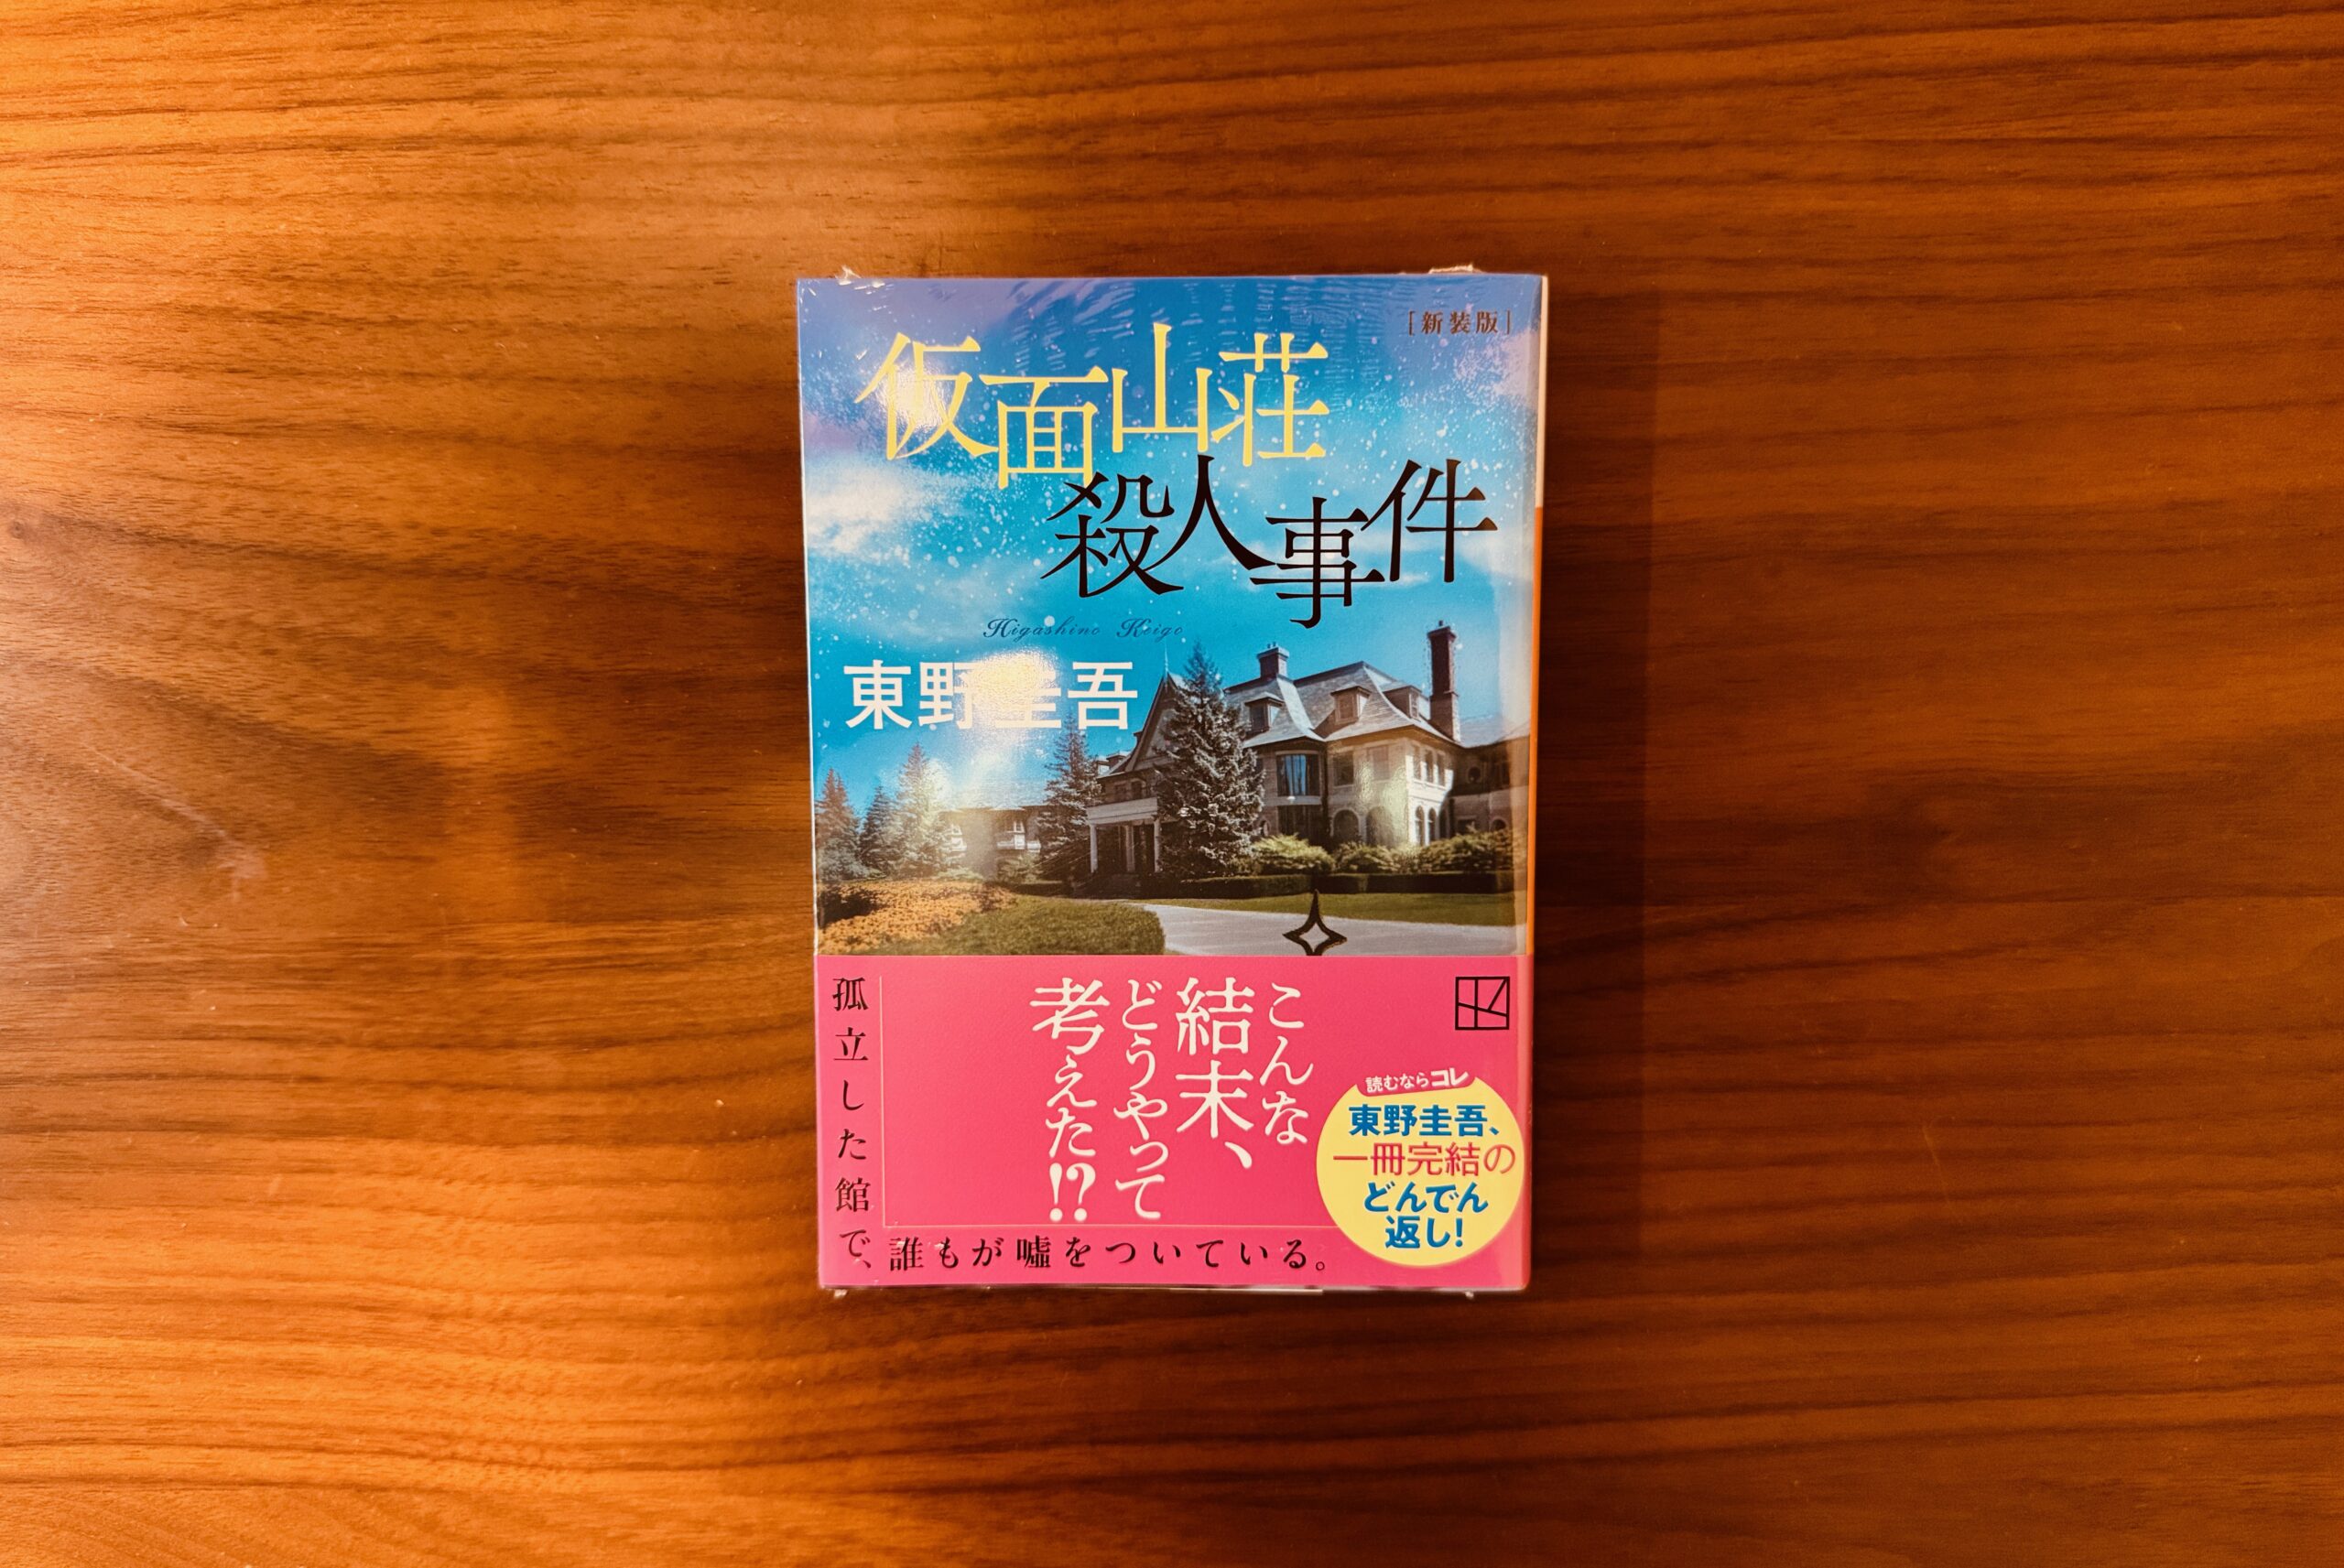 [新装版]
仮面山荘
殺人事件
Higashino Keigo
東野圭吾
こんな
結末、
どうやって
考えた!?
読むならコレ
東野圭吾、
一冊完結の
どんでん
返し!
孤立した館で、
誰もが嘘をついている。